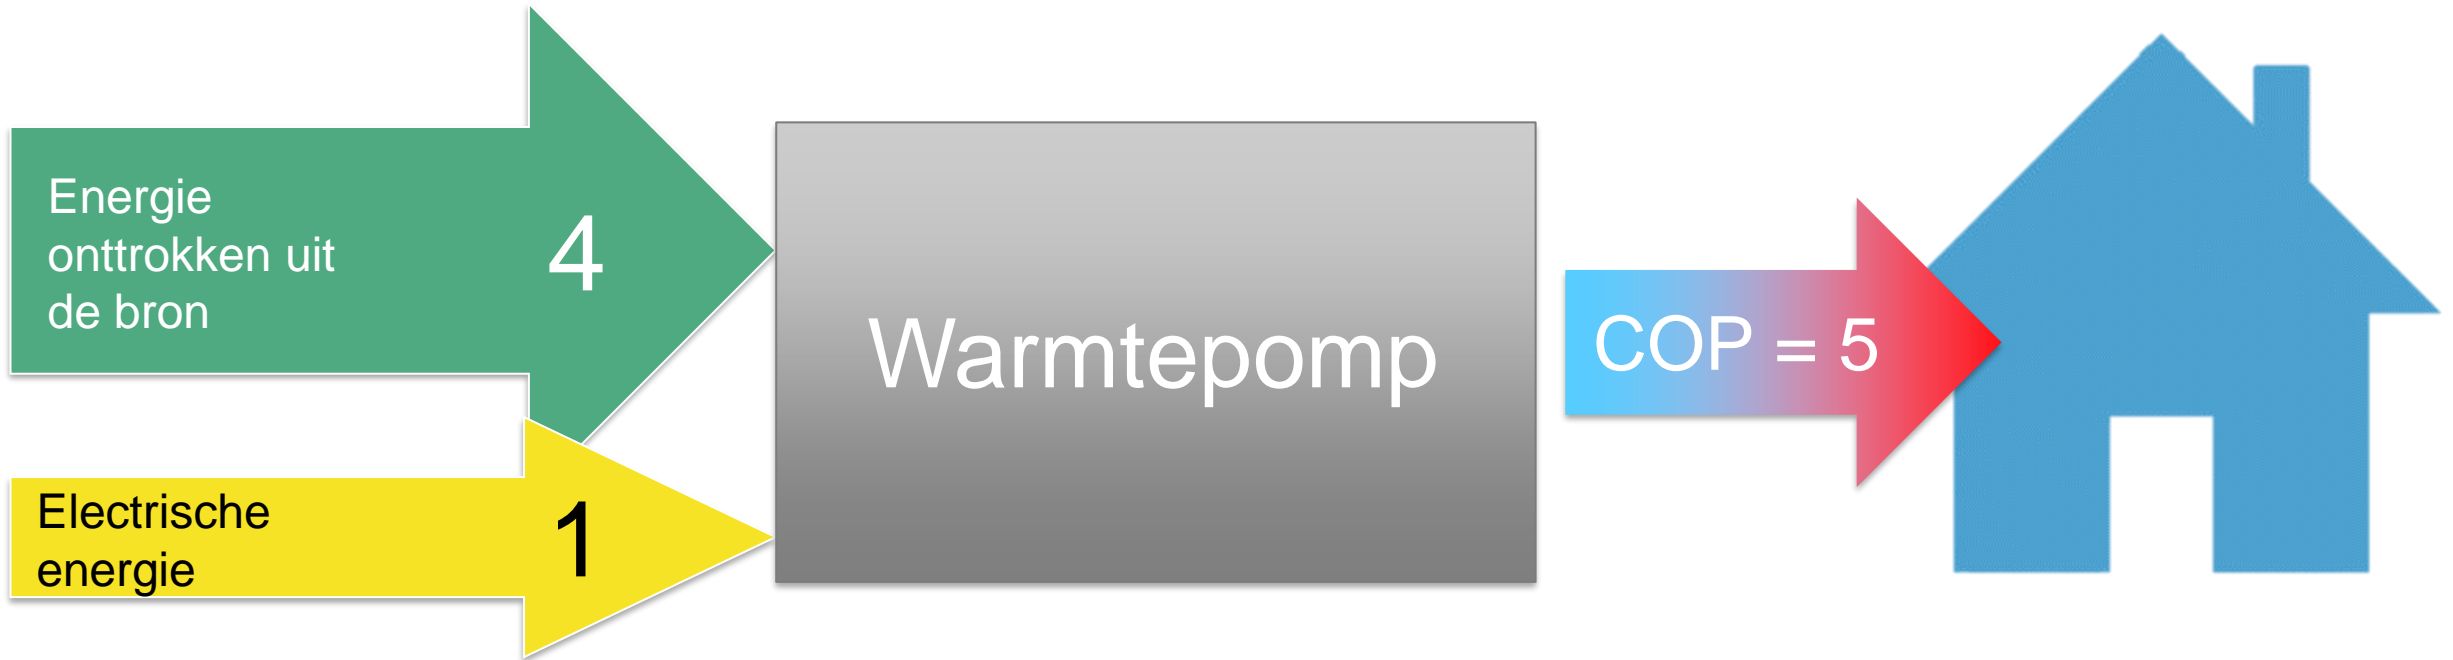 Energie
onttrokken uit
de bron
4
Electrische
energie
1
Warmtepomp
COP = 5